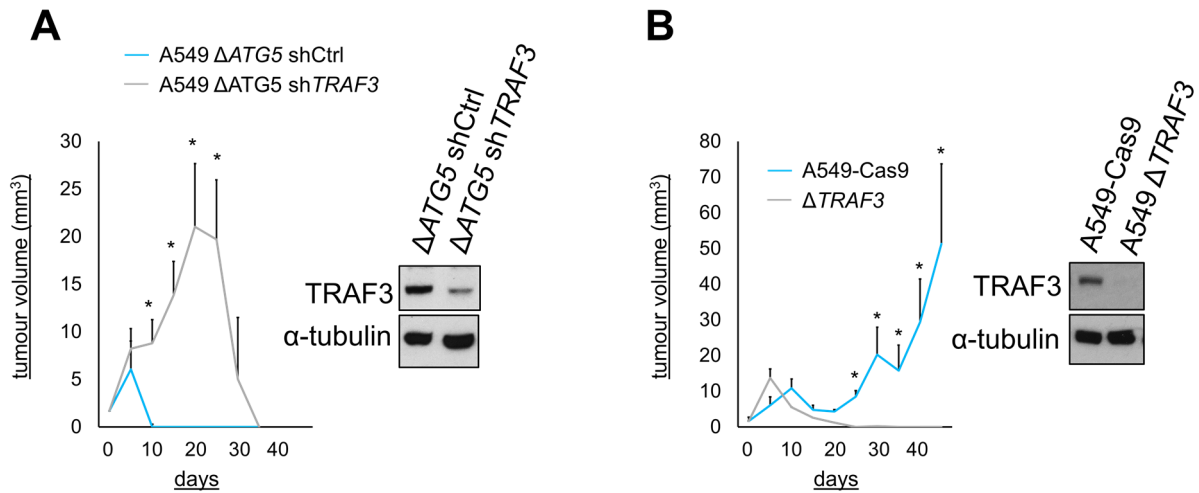 A
A549 ΔATG5 shCtrl
A549 ΔATG5 shTRAF3
tumour volume (mm³)
30
25
20
15
10
5
0
* * * *
0 10 20 30 40
days
ΔATG5 shCtrl
ΔATG5 shTRAF3
TRAF3
α-tubulin
B
A549-Cas9
ΔTRAF3
tumour volume (mm³)
80
70
60
50
40
30
20
10
0
* * * * *
0 10 20 30 40
days
A549-Cas9
A549 ΔTRAF3
TRAF3
α-tubulin